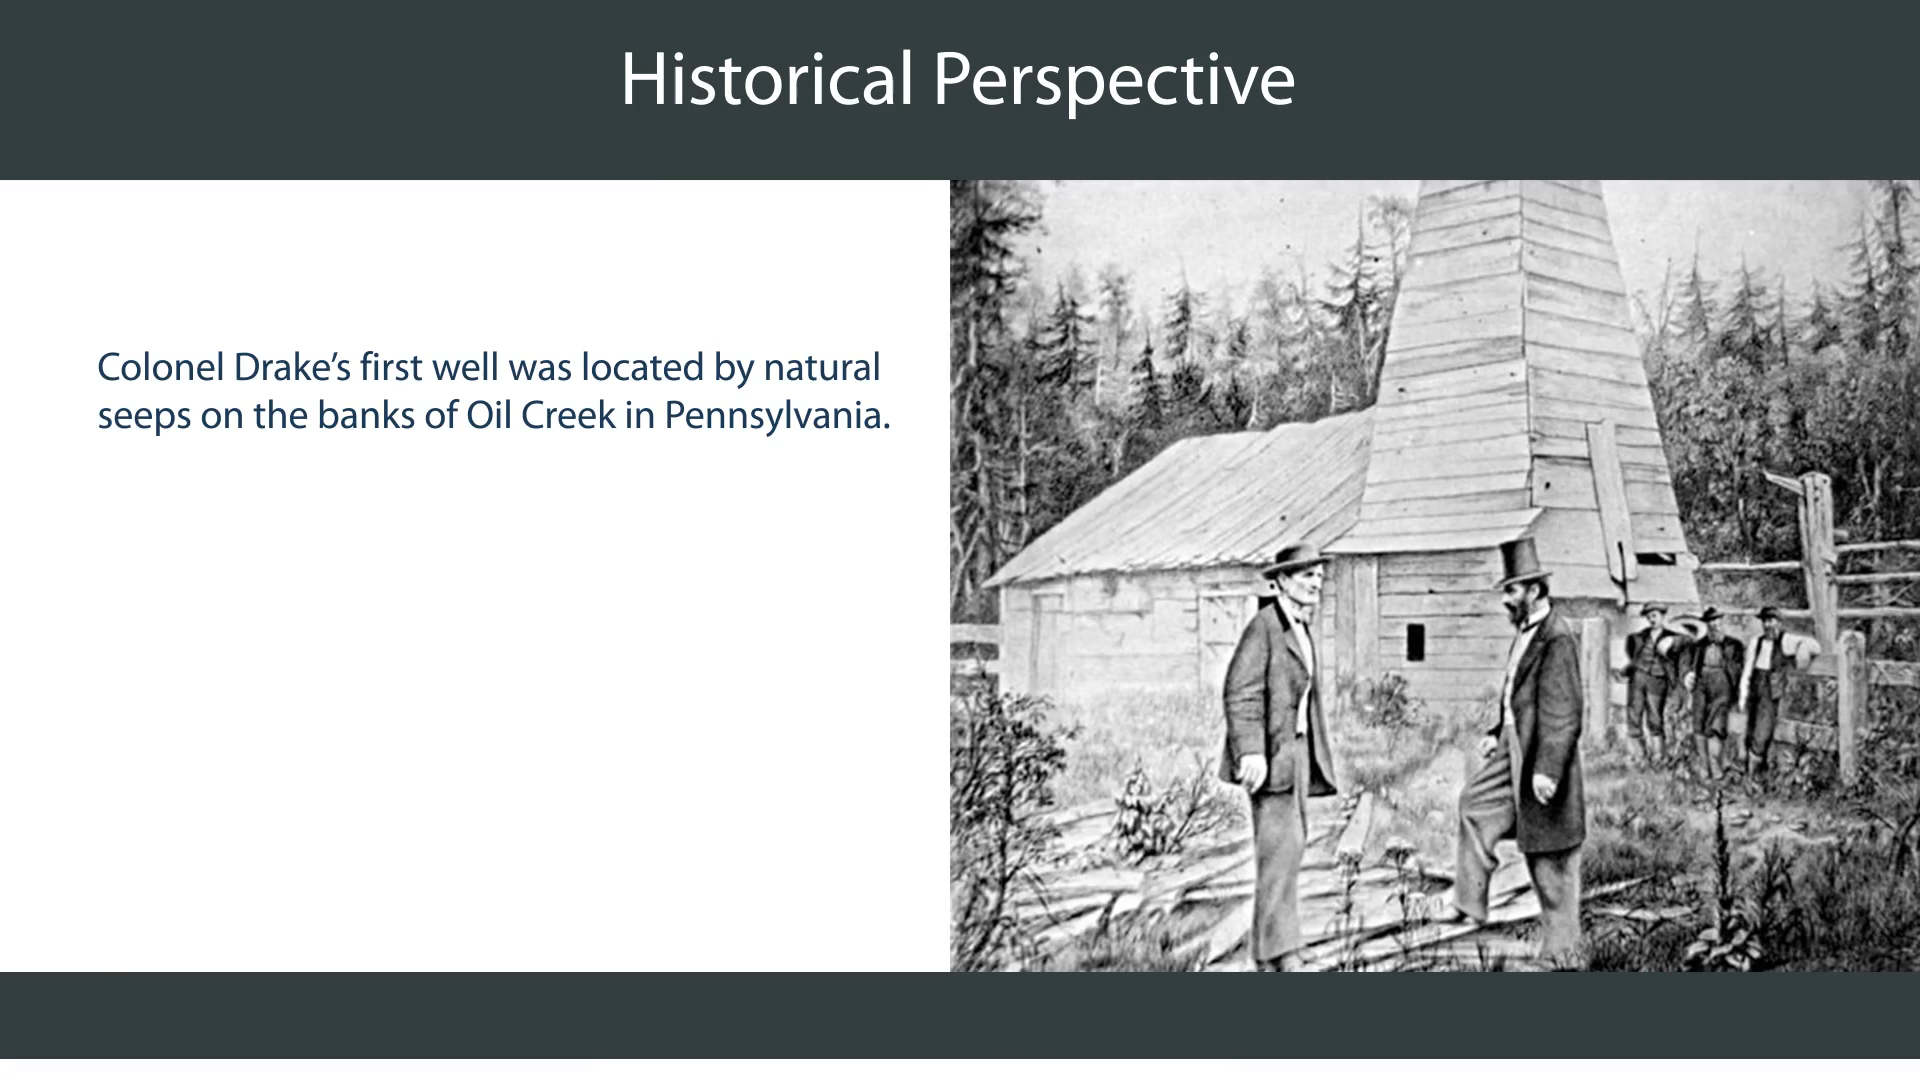 Historical Perspective
Colonel Drake’s first well was located by natural
seeps on the banks of Oil Creek in Pennsylvania.